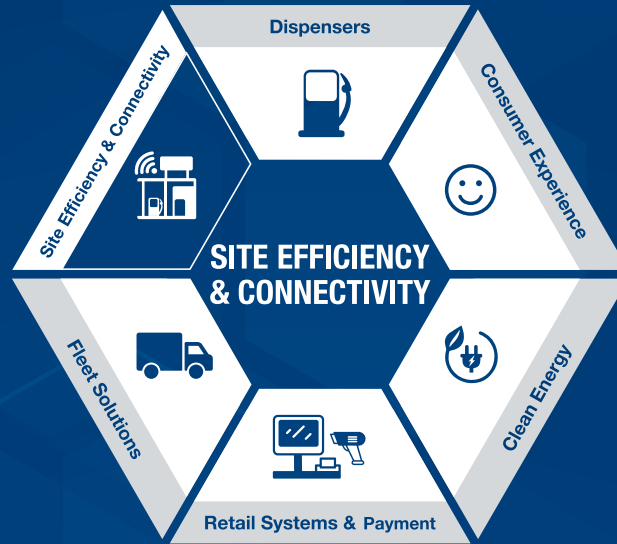 Dispensers
Site Efficiency & Connectivity
Consumer Experience
SITE EFFICIENCY
& CONNECTIVITY
Fleet Solutions
Clean Energy
Retail Systems & Payment